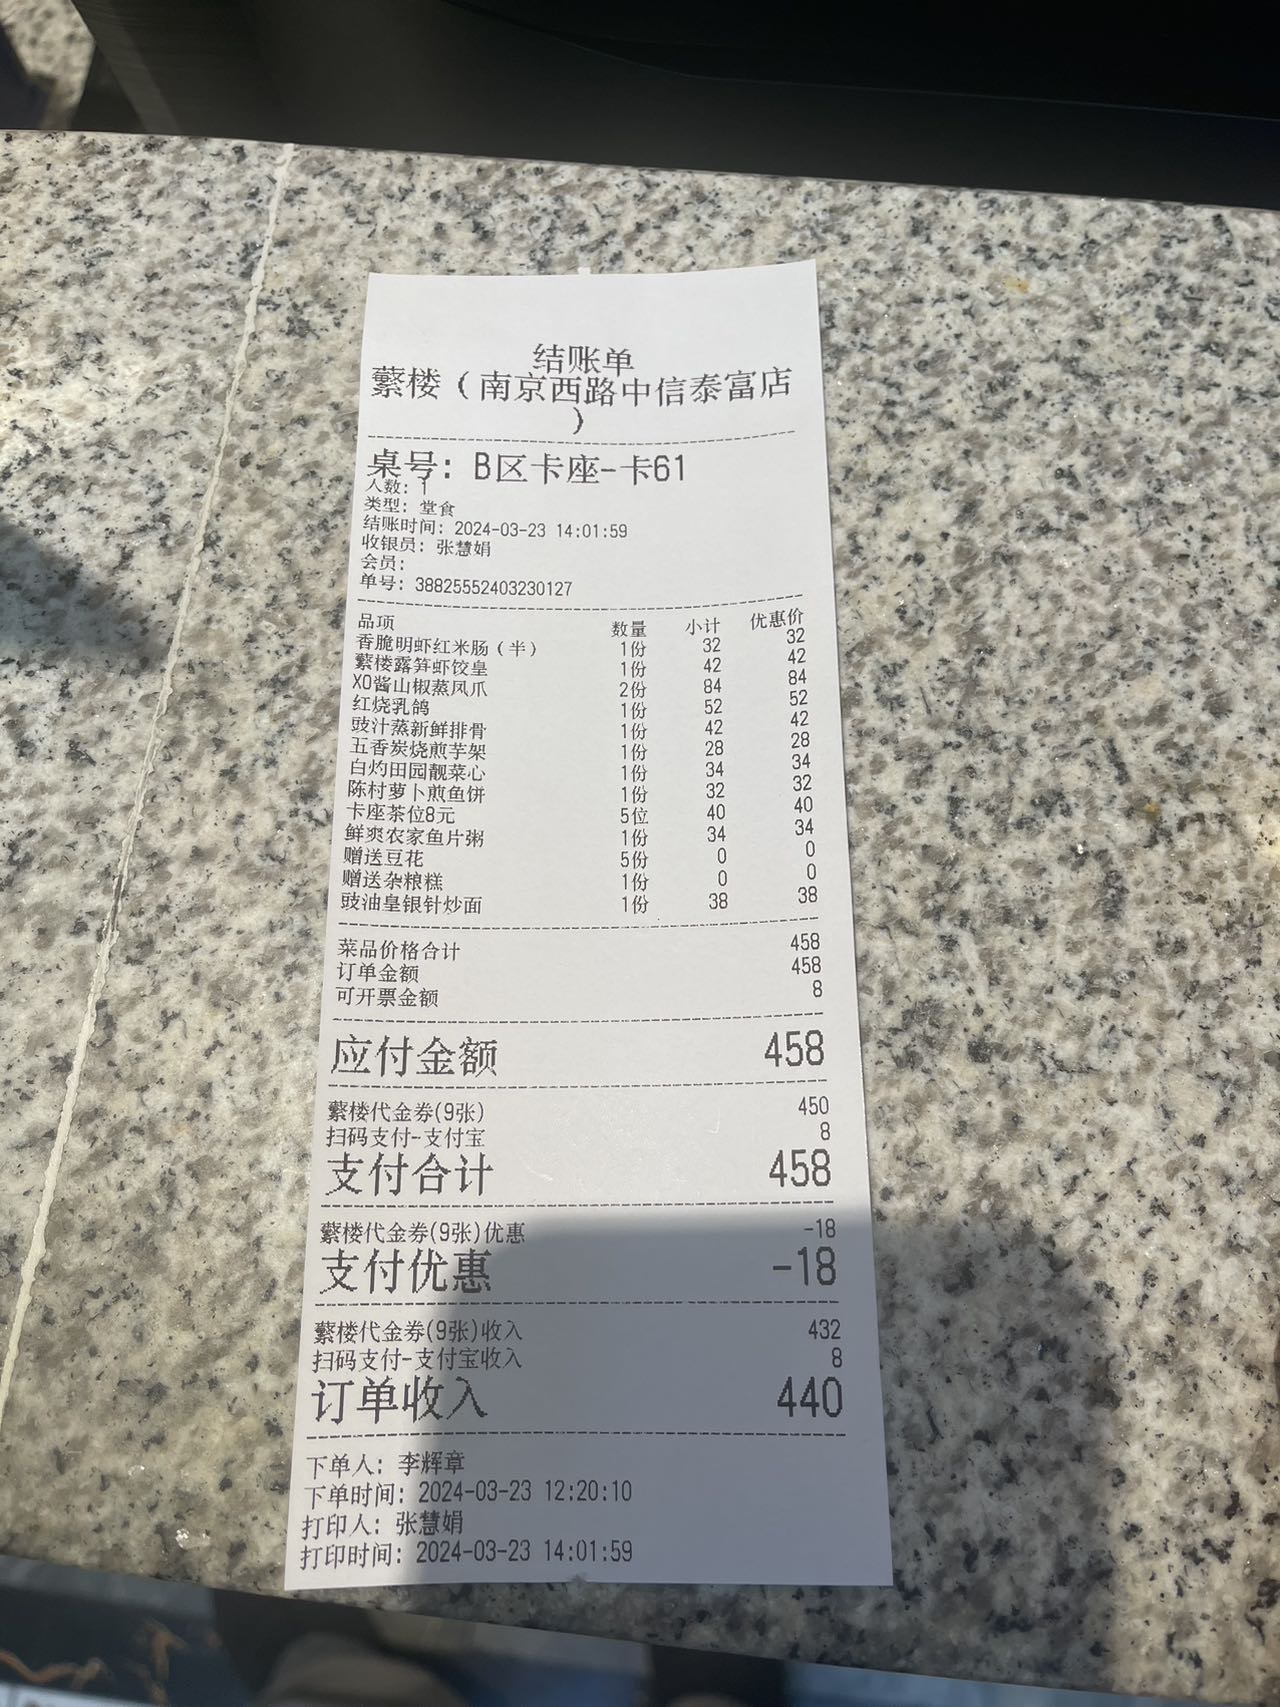 结账单
蘩楼（南京西路中信泰富店
）
桌号: B区卡座-卡61
人数: 1
类型: 堂食
结账时间: 2024-03-23 14:01:59
收银员: 张慧娟
会员:
单号: 38825552403230127
品项 数量 小计 优惠价
香脆明虾红米肠（半） 1份 32 32
蘩楼露笋虾饺皇 1份 42 42
XO酱山椒蒸凤爪 2份 84 84
红烧乳鸽 1份 52 52
豉汁蒸新鲜排骨 1份 42 42
五香炭烧煎芋架 1份 28 28
白灼田园靓菜心 1份 34 34
陈村萝卜煎鱼饼 1份 32 32
卡座茶位8元 5位 40 40
鲜爽农家鱼片粥 1份 34 34
赠送豆花 5份 0 0
赠送杂粮糕 1份 0 0
豉油皇银针炒面 1份 38 38
菜品价格合计 458
订单金额 458
可开票金额 8
应付金额 458
蘩楼代金券(9张) 450
扫码支付-支付宝 8
支付合计 458
蘩楼代金券(9张)优惠 -18
支付优惠 -18
蘩楼代金券(9张)收入 432
扫码支付-支付宝收入 8
订单收入 440
下单人: 李辉章
下单时间: 2024-03-23 12:20:10
打印人: 张慧娟
打印时间: 2024-03-23 14:01:59